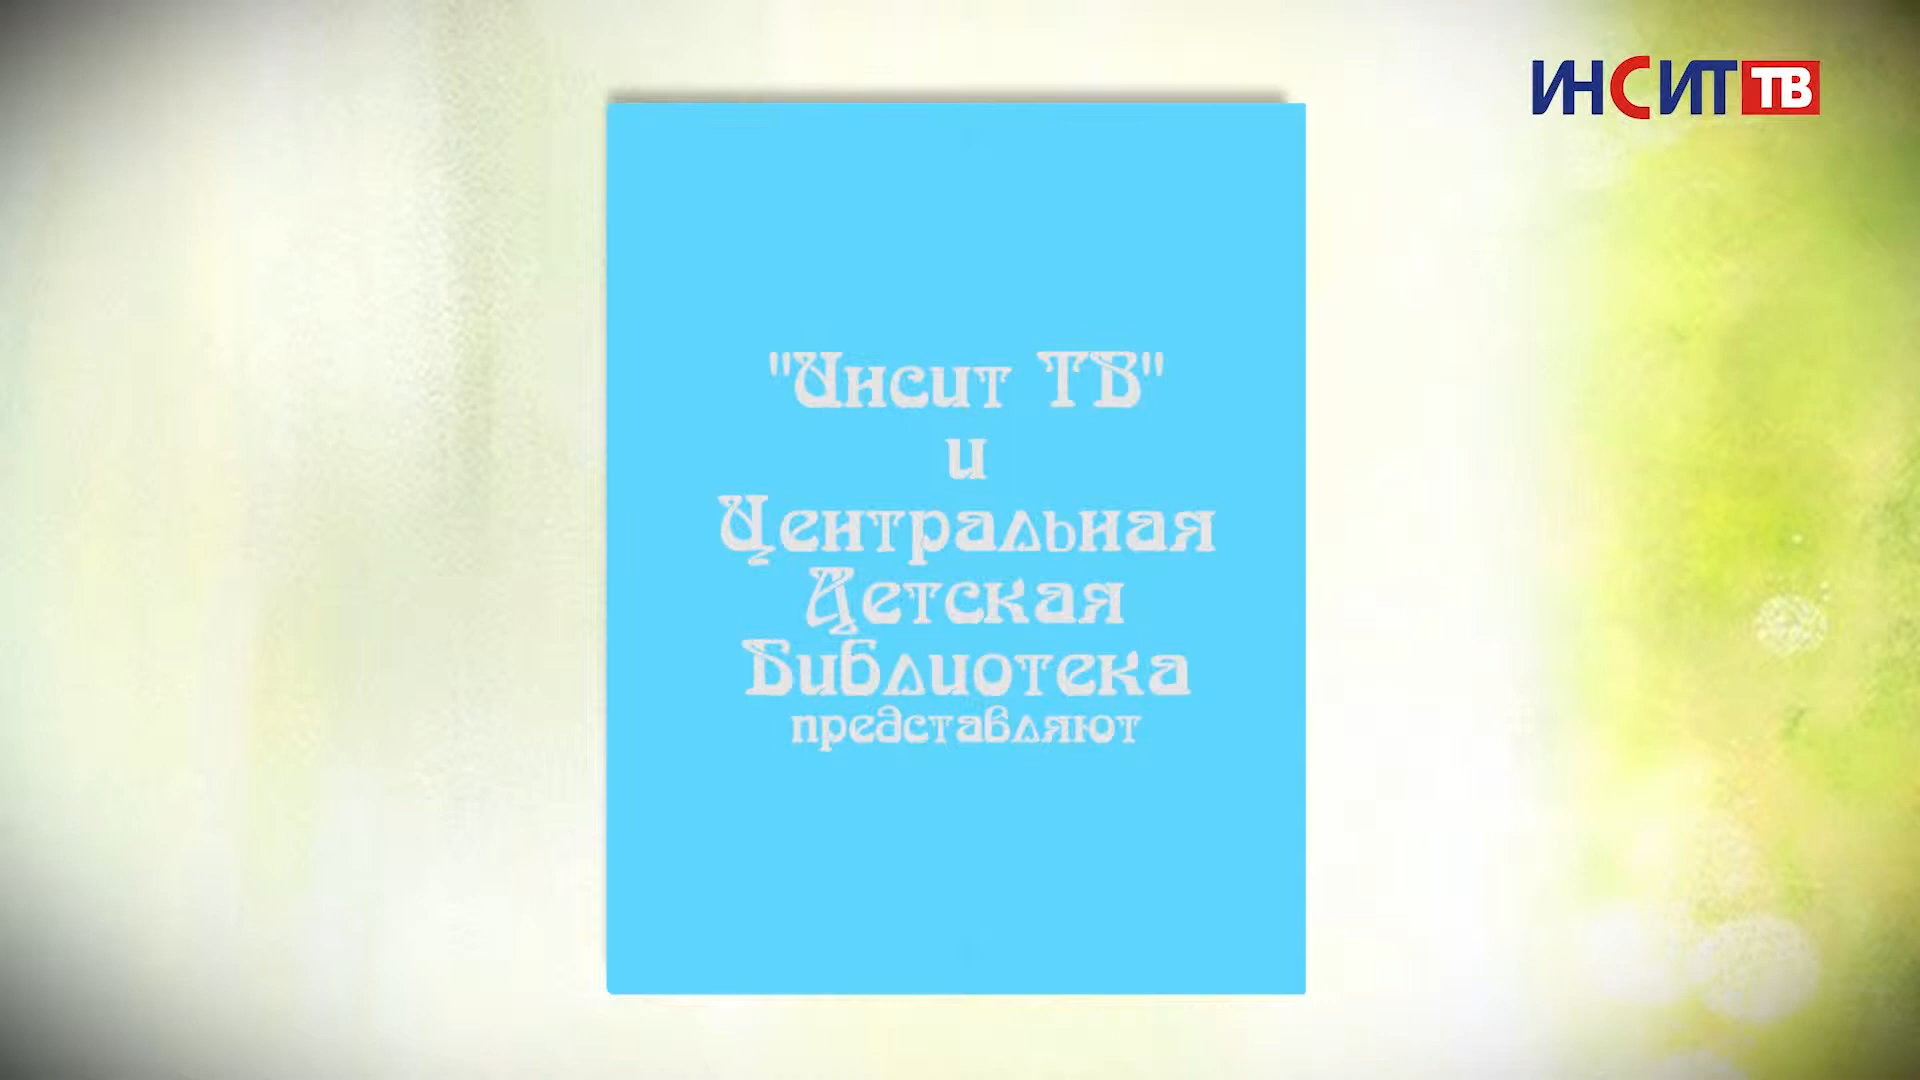 ИНСИТ ТВ
"Инсит ТВ"
и
Центральная
Детская
Библиотека
представляют